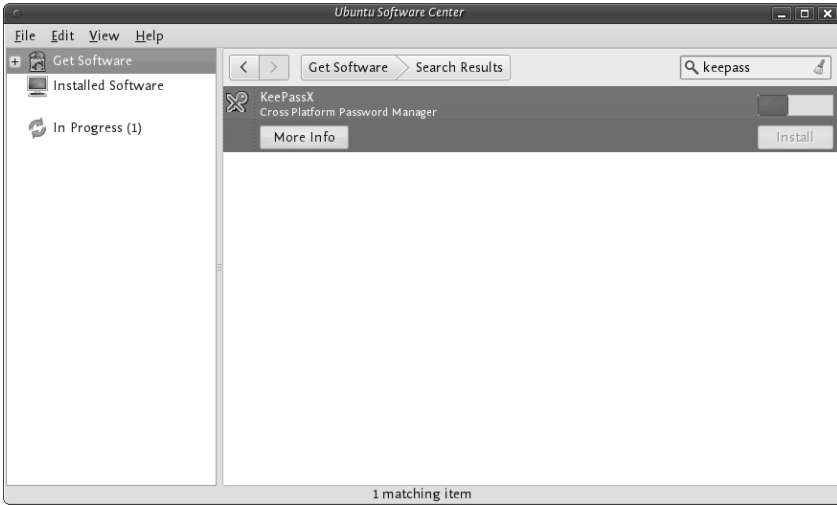 Ubuntu Software Center
File Edit View Help
Get Software
Installed Software
In Progress (1)
Get Software Search Results
keepass
KeePassX
Cross Platform Password Manager
More Info
Install
1 matching item